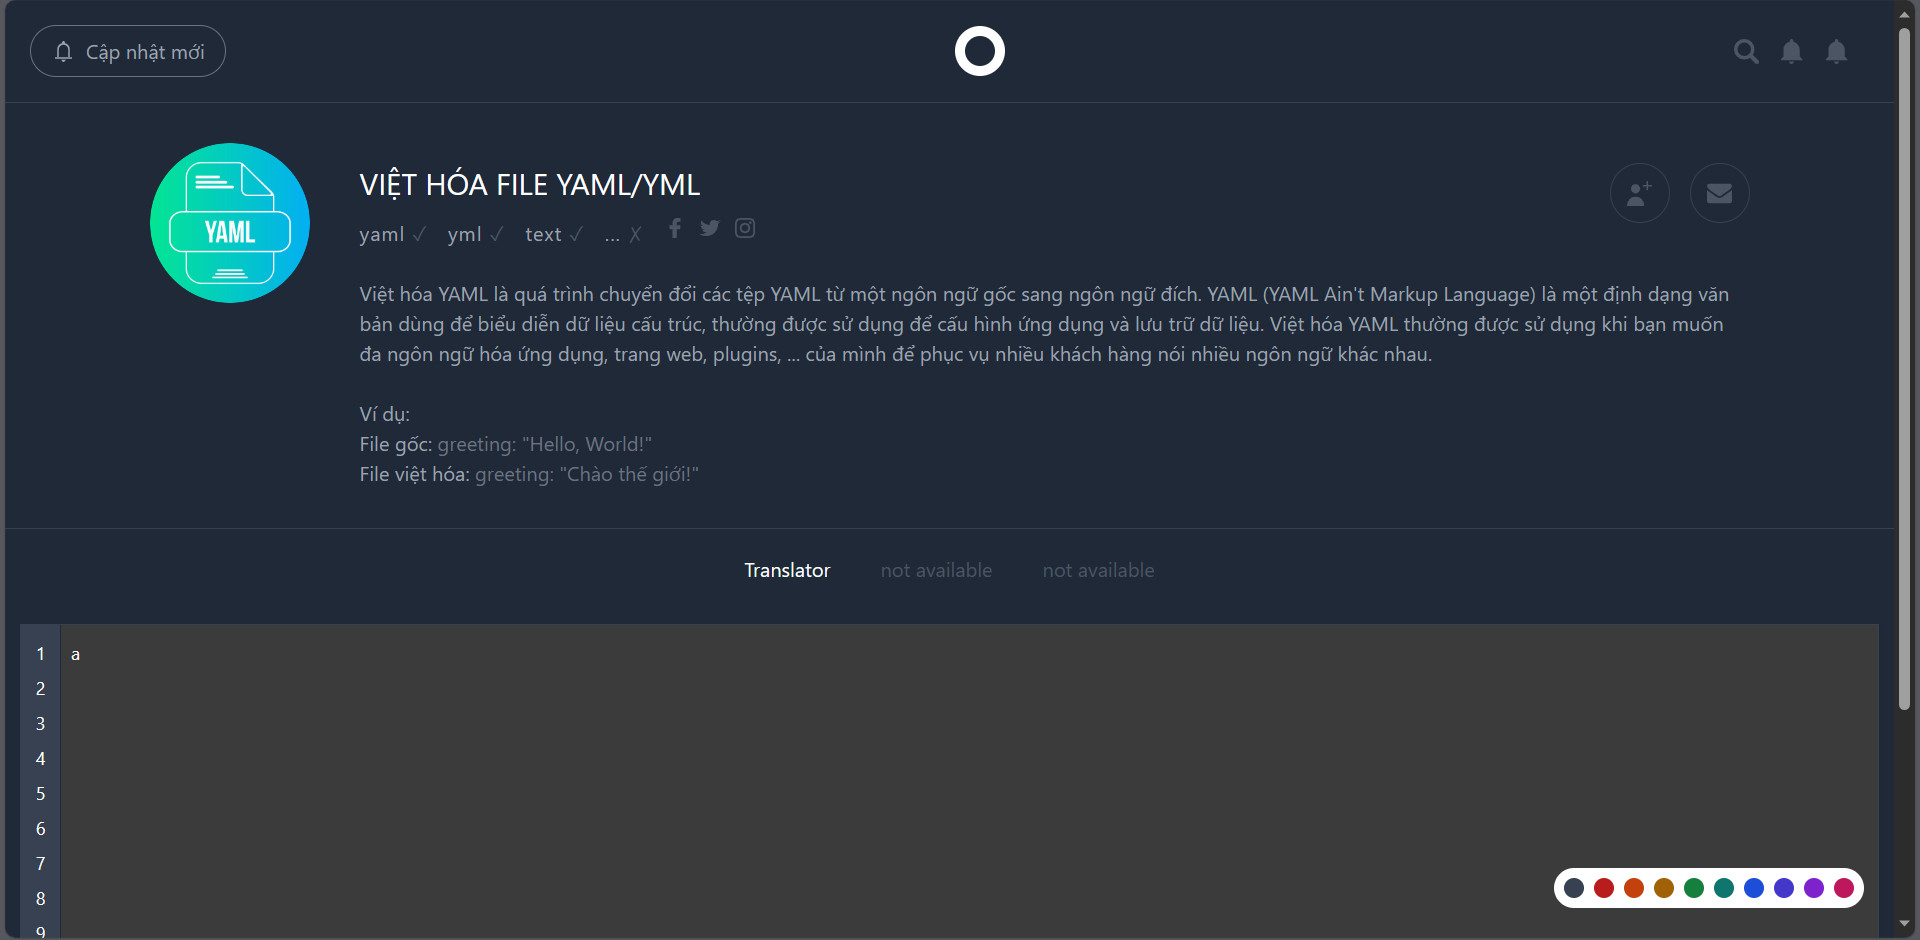 Cập nhật mới
YAML
VIỆT HÓA FILE YAML/YML
yaml ✓ yml ✓ text ✓ ... ✗
Việt hóa YAML là quá trình chuyển đổi các tệp YAML từ một ngôn ngữ gốc sang ngôn ngữ đích. YAML (YAML Ain't Markup Language) là một định dạng văn
bản dùng để biểu diễn dữ liệu cấu trúc, thường được sử dụng để cấu hình ứng dụng và lưu trữ dữ liệu. Việt hóa YAML thường được sử dụng khi bạn muốn
đa ngôn ngữ hóa ứng dụng, trang web, plugins, ... của mình để phục vụ nhiều khách hàng nói nhiều ngôn ngữ khác nhau.
Ví dụ:
File gốc: greeting: "Hello, World!"
File việt hóa: greeting: "Chào thế giới!"
Translator not available not available
1 a
2
3
4
5
6
7
8
9